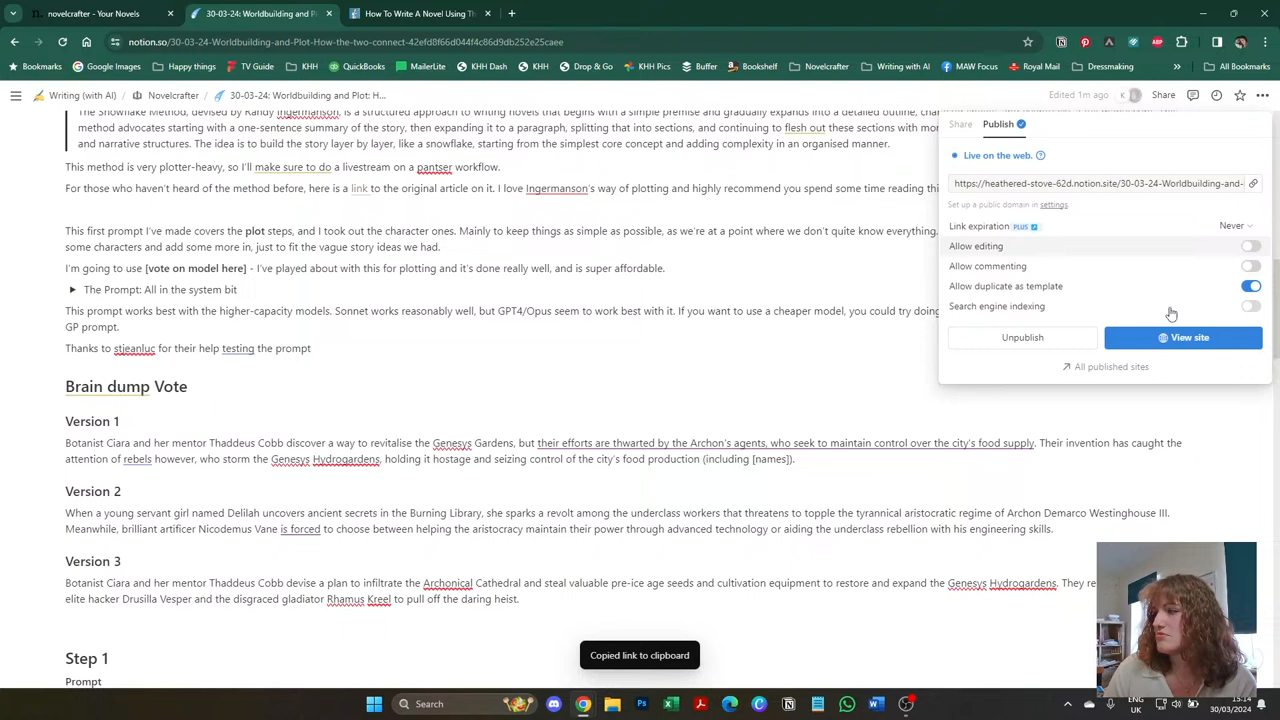 novelcrafter - Your Novels
30-03-24: Worldbuilding and P
How To Write A Novel Using Th
notion.so/30-03-24-Worldbuilding-and-Plot-How-the-two-connect-42efd8f66d044f4c86d9db252e25caee
Bookmarks Google Images TV Guide KHH KHH Drop & Go KHH Pics Buffer Bookshelf Novelcrafter YouTube MailerLite KHH Dash KHH Pinterest Muso AI Royal Mail Dressmaking All Bookmarks
Writing (with AI) / Novelcrafter / 30-03-24: Worldbuilding and Plot: H... Edited 1m ago K Share
The Snowflake Method, devised by Randy Ingermanson, is a structured approach to writing novels that begins with a simple premise and gradually expands into a detailed outline, char
method advocates starting with a one-sentence summary of the story, then expanding it to a paragraph, splitting that into sections, and continuing to flesh out these sections with mor
and narrative structures. The idea is to build the story layer by layer, like a snowflake, starting from the simplest core concept and adding complexity in an organised manner.
This method is very plotter-heavy, so I'll make sure to do a livestream on a pantser workflow.
For those who haven't heard of the method before, here is a link to the original article on it. I love Ingermanson's way of plotting and highly recommend you spend some time reading thi
This first prompt I've made covers the plot steps, and I took out the character ones. Mainly to keep things as simple as possible, as we're at a point where we don't quite know everything.
some characters and add some more in, just to fit the vague story ideas we had.
I'm going to use [vote on model here] - I've played about with this for plotting and it's done really well, and is super affordable.
The Prompt: All in the system bit
This prompt works best with the higher-capacity models. Sonnet works reasonably well, but GPT4/Opus seem to work best with it. If you want to use a cheaper model, you could try doing
GP prompt.
Thanks to stjeanluc for their help testing the prompt
Brain dump Vote
Version 1
Botanist Ciara and her mentor Thaddeus Cobb discover a way to revitalise the Genesys Gardens, but their efforts are thwarted by the Archon's agents, who seek to maintain control over the city's food supply. Their invention has caught the
attention of rebels however, who storm the Genesys Hydrogardens, holding it hostage and seizing control of the city's food production (including [names]).
Version 2
When a young servant girl named Delilah uncovers ancient secrets in the Burning Library, she sparks a revolt among the underclass workers that threatens to topple the tyrannical aristocratic regime of Archon Demarco Westinghouse III.
Meanwhile, brilliant artificer Nicodemus Vane is forced to choose between helping the aristocracy maintain their power through advanced technology or aiding the underclass rebellion with his engineering skills.
Version 3
Botanist Ciara and her mentor Thaddeus Cobb devise a plan to infiltrate the Archonical Cathedral and steal valuable pre-ice age seeds and cultivation equipment to restore and expand the Genesys Hydrogardens. They re
elite hacker Drusilla Vesper and the disgraced gladiator Rhamus Kreel to pull off the daring heist.
Step 1
Prompt
Share Publish
Live on the web.
https://heathered-stove-62d.notion.site/30-03-24-Worldbuilding-and-
Set up a public domain in settings.
Link expiration PLUS Never
Allow editing
Allow commenting
Allow duplicate as template
Search engine indexing
Unpublish View site
All published sites
Copied link to clipboard
Search
ENG
UK
15:14
30/03/2024